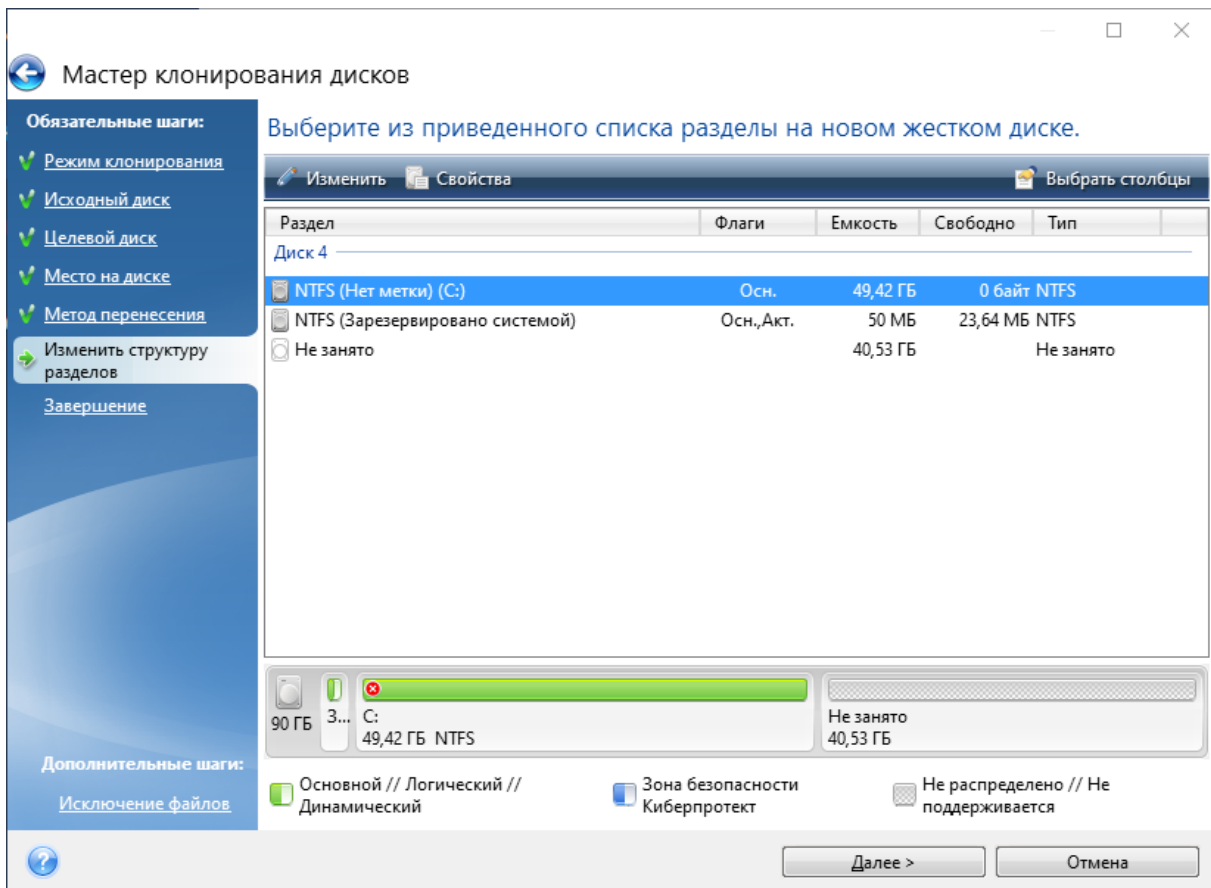 Мастер клонирования дисков
Обязательные шаги:
Режим клонирования
Исходный диск
Целевой диск
Место на диске
Метод перенесения
Изменить структуру
разделов
Завершение
Дополнительные шаги:
Исключение файлов
Выберите из приведенного списка разделы на новом жестком диске.
Изменить Свойства Выбрать столбцы
Раздел Флаги Емкость Свободно Тип
Диск 4
NTFS (Нет метки) (C:) Осн. 49,42 ГБ 0 байт NTFS
NTFS (Зарезервировано системой) Осн.,Акт. 50 МБ 23,64 МБ NTFS
Не занято 40,53 ГБ Не занято
90 ГБ З... C: Не занято
49,42 ГБ NTFS 40,53 ГБ
Основной // Логический // Зона безопасности Не распределено // Не
Динамический Киберпротект поддерживается
Далее > Отмена